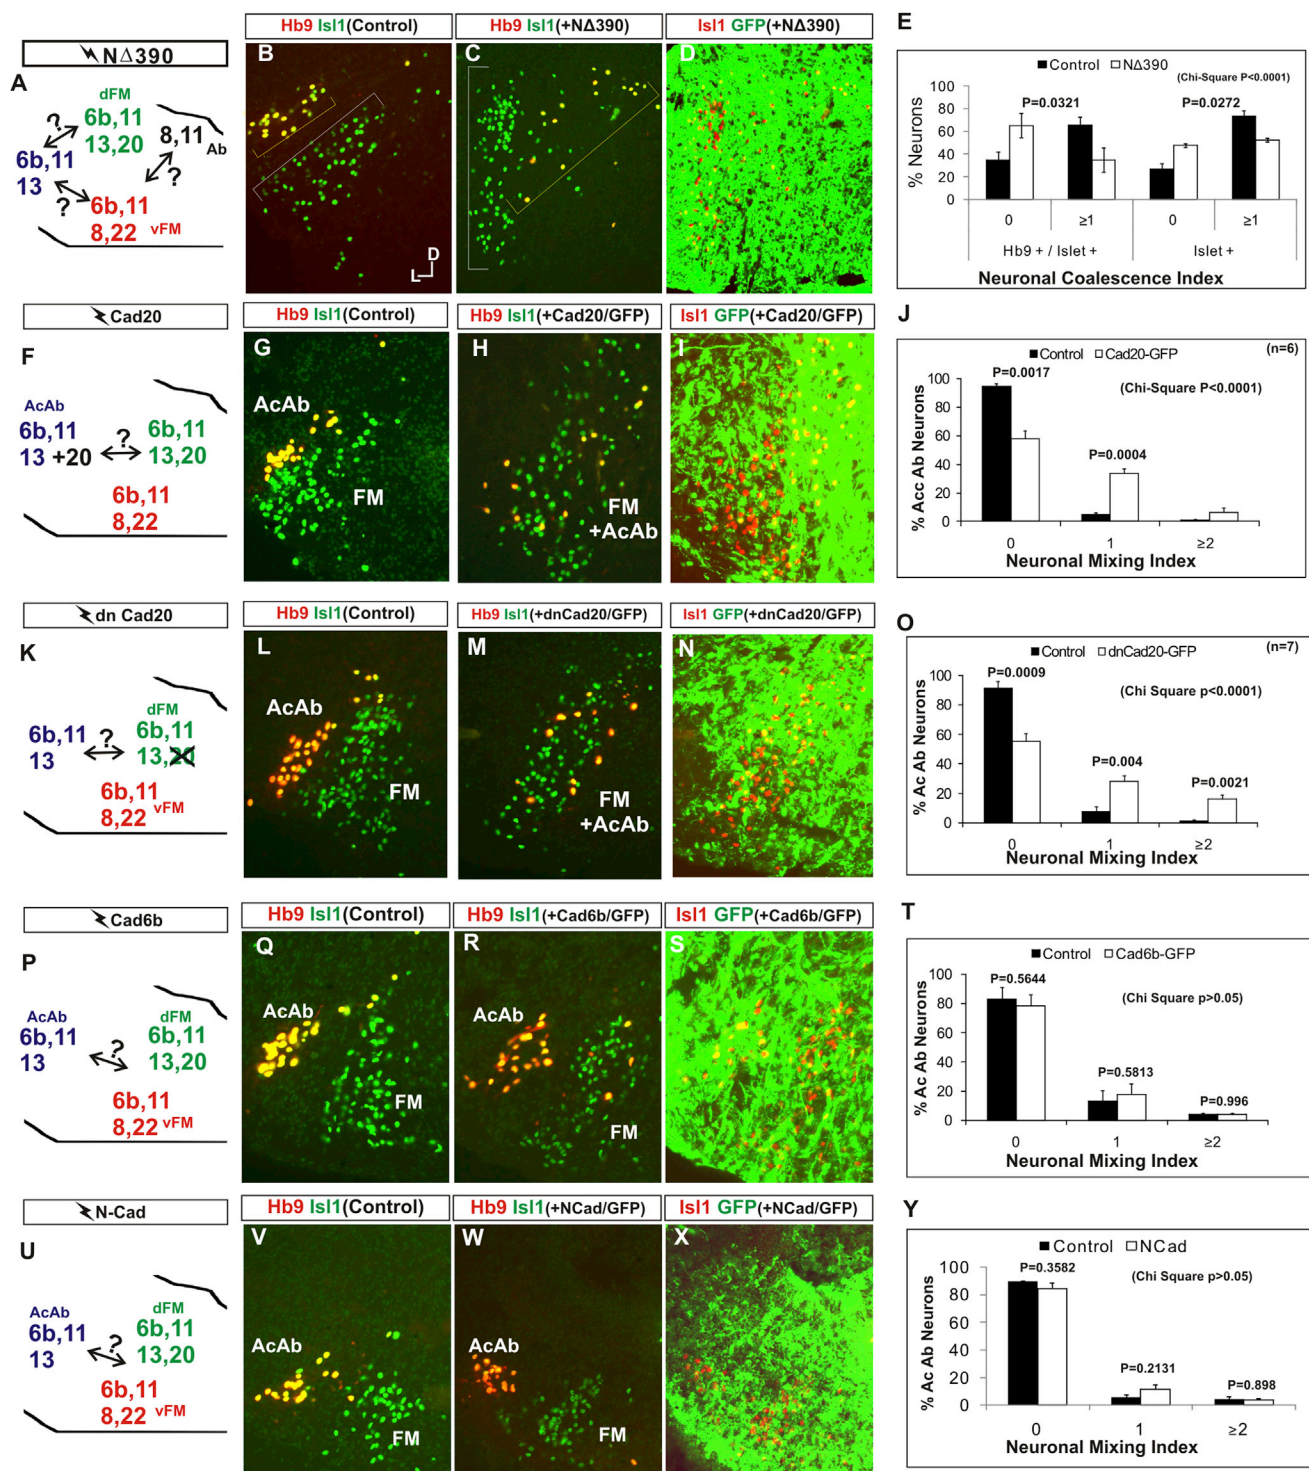 NΔ390
A
dFM
6b,11
13,20
?
8,11
Ab
6b,11
13
?
?
6b,11
8,22 vFM
Hb9 Isl1(Control)
B
D
L
Hb9 Isl1(+NΔ390)
C
Isl1 GFP(+NΔ390)
D
E
Control NΔ390
(Chi-Square P<0.0001)
% Neurons
100
80
60
40
20
0
P=0.0321
P=0.0272
0 ≥1 0 ≥1
Hb9 + / Islet + Islet +
Neuronal Coalescence Index
Cad20
F
AcAb
6b,11
13 +20
?
6b,11
13,20
6b,11
8,22
Hb9 Isl1(Control)
G
AcAb
FM
Hb9 Isl1(+Cad20/GFP)
H
FM
+AcAb
Isl1 GFP(+Cad20/GFP)
I
J
Control Cad20-GFP
(n=6)
(Chi-Square P<0.0001)
% Acc Ab Neurons
100
80
60
40
20
0
P=0.0017
P=0.0004
0 1 ≥2
Neuronal Mixing Index
dn Cad20
K
6b,11
13
?
dFM
6b,11
13,20
6b,11
8,22 vFM
Hb9 Isl1(Control)
L
AcAb
FM
Hb9 Isl1(+dnCad20/GFP)
M
FM
+AcAb
Isl1 GFP(+dnCad20/GFP)
N
O
Control dnCad20-GFP
(n=7)
(Chi Square p<0.0001)
% Ac Ab Neurons
100
80
60
40
20
0
P=0.0009
P=0.004
P=0.0021
0 1 ≥2
Neuronal Mixing Index
Cad6b
P
AcAb
6b,11
13
?
dFM
6b,11
13,20
6b,11
8,22 vFM
Hb9 Isl1(Control)
Q
AcAb
FM
Hb9 Isl1(+Cad6b/GFP)
R
AcAb
FM
Isl1 GFP(+Cad6b/GFP)
S
T
Control Cad6b-GFP
(Chi Square p>0.05)
% Ac Ab Neurons
100
80
60
40
20
0
P=0.5644
P=0.5813
P=0.996
0 1 ≥2
Neuronal Mixing Index
N-Cad
U
AcAb
6b,11
13
?
dFM
6b,11
13,20
6b,11
8,22 vFM
Hb9 Isl1(Control)
V
AcAb
FM
Hb9 Isl1(+NCad/GFP)
W
AcAb
FM
Isl1 GFP(+NCad/GFP)
X
Y
Control NCad
(Chi Square p>0.05)
% Ac Ab Neurons
100
80
60
40
20
0
P=0.3582
P=0.2131
P=0.898
0 1 ≥2
Neuronal Mixing Index